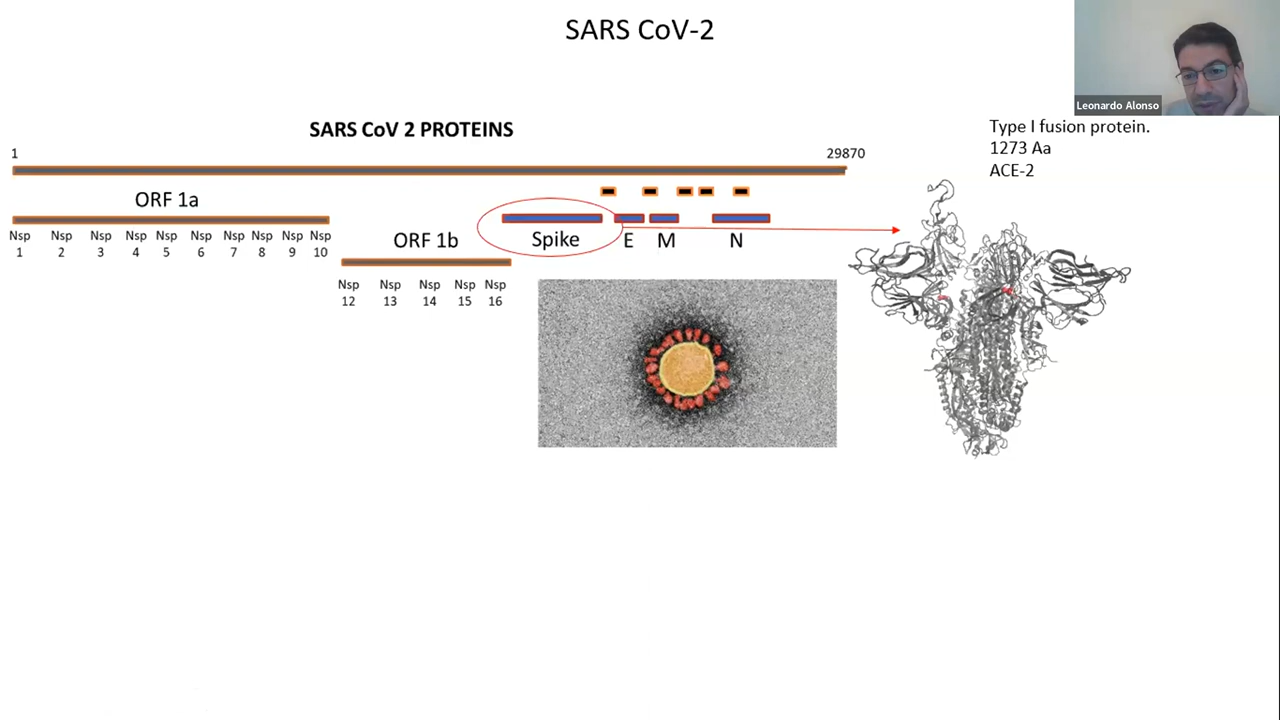 SARS CoV-2
Leonardo Alonso
SARS CoV 2 PROTEINS
Type I fusion protein.
1273 Aa
ACE-2
1 29870
ORF 1a
Nsp Nsp Nsp Nsp Nsp Nsp Nsp Nsp Nsp Nsp
1 2 3 4 5 6 7 8 9 10
ORF 1b
Spike E M N
Nsp Nsp Nsp Nsp Nsp
12 13 14 15 16